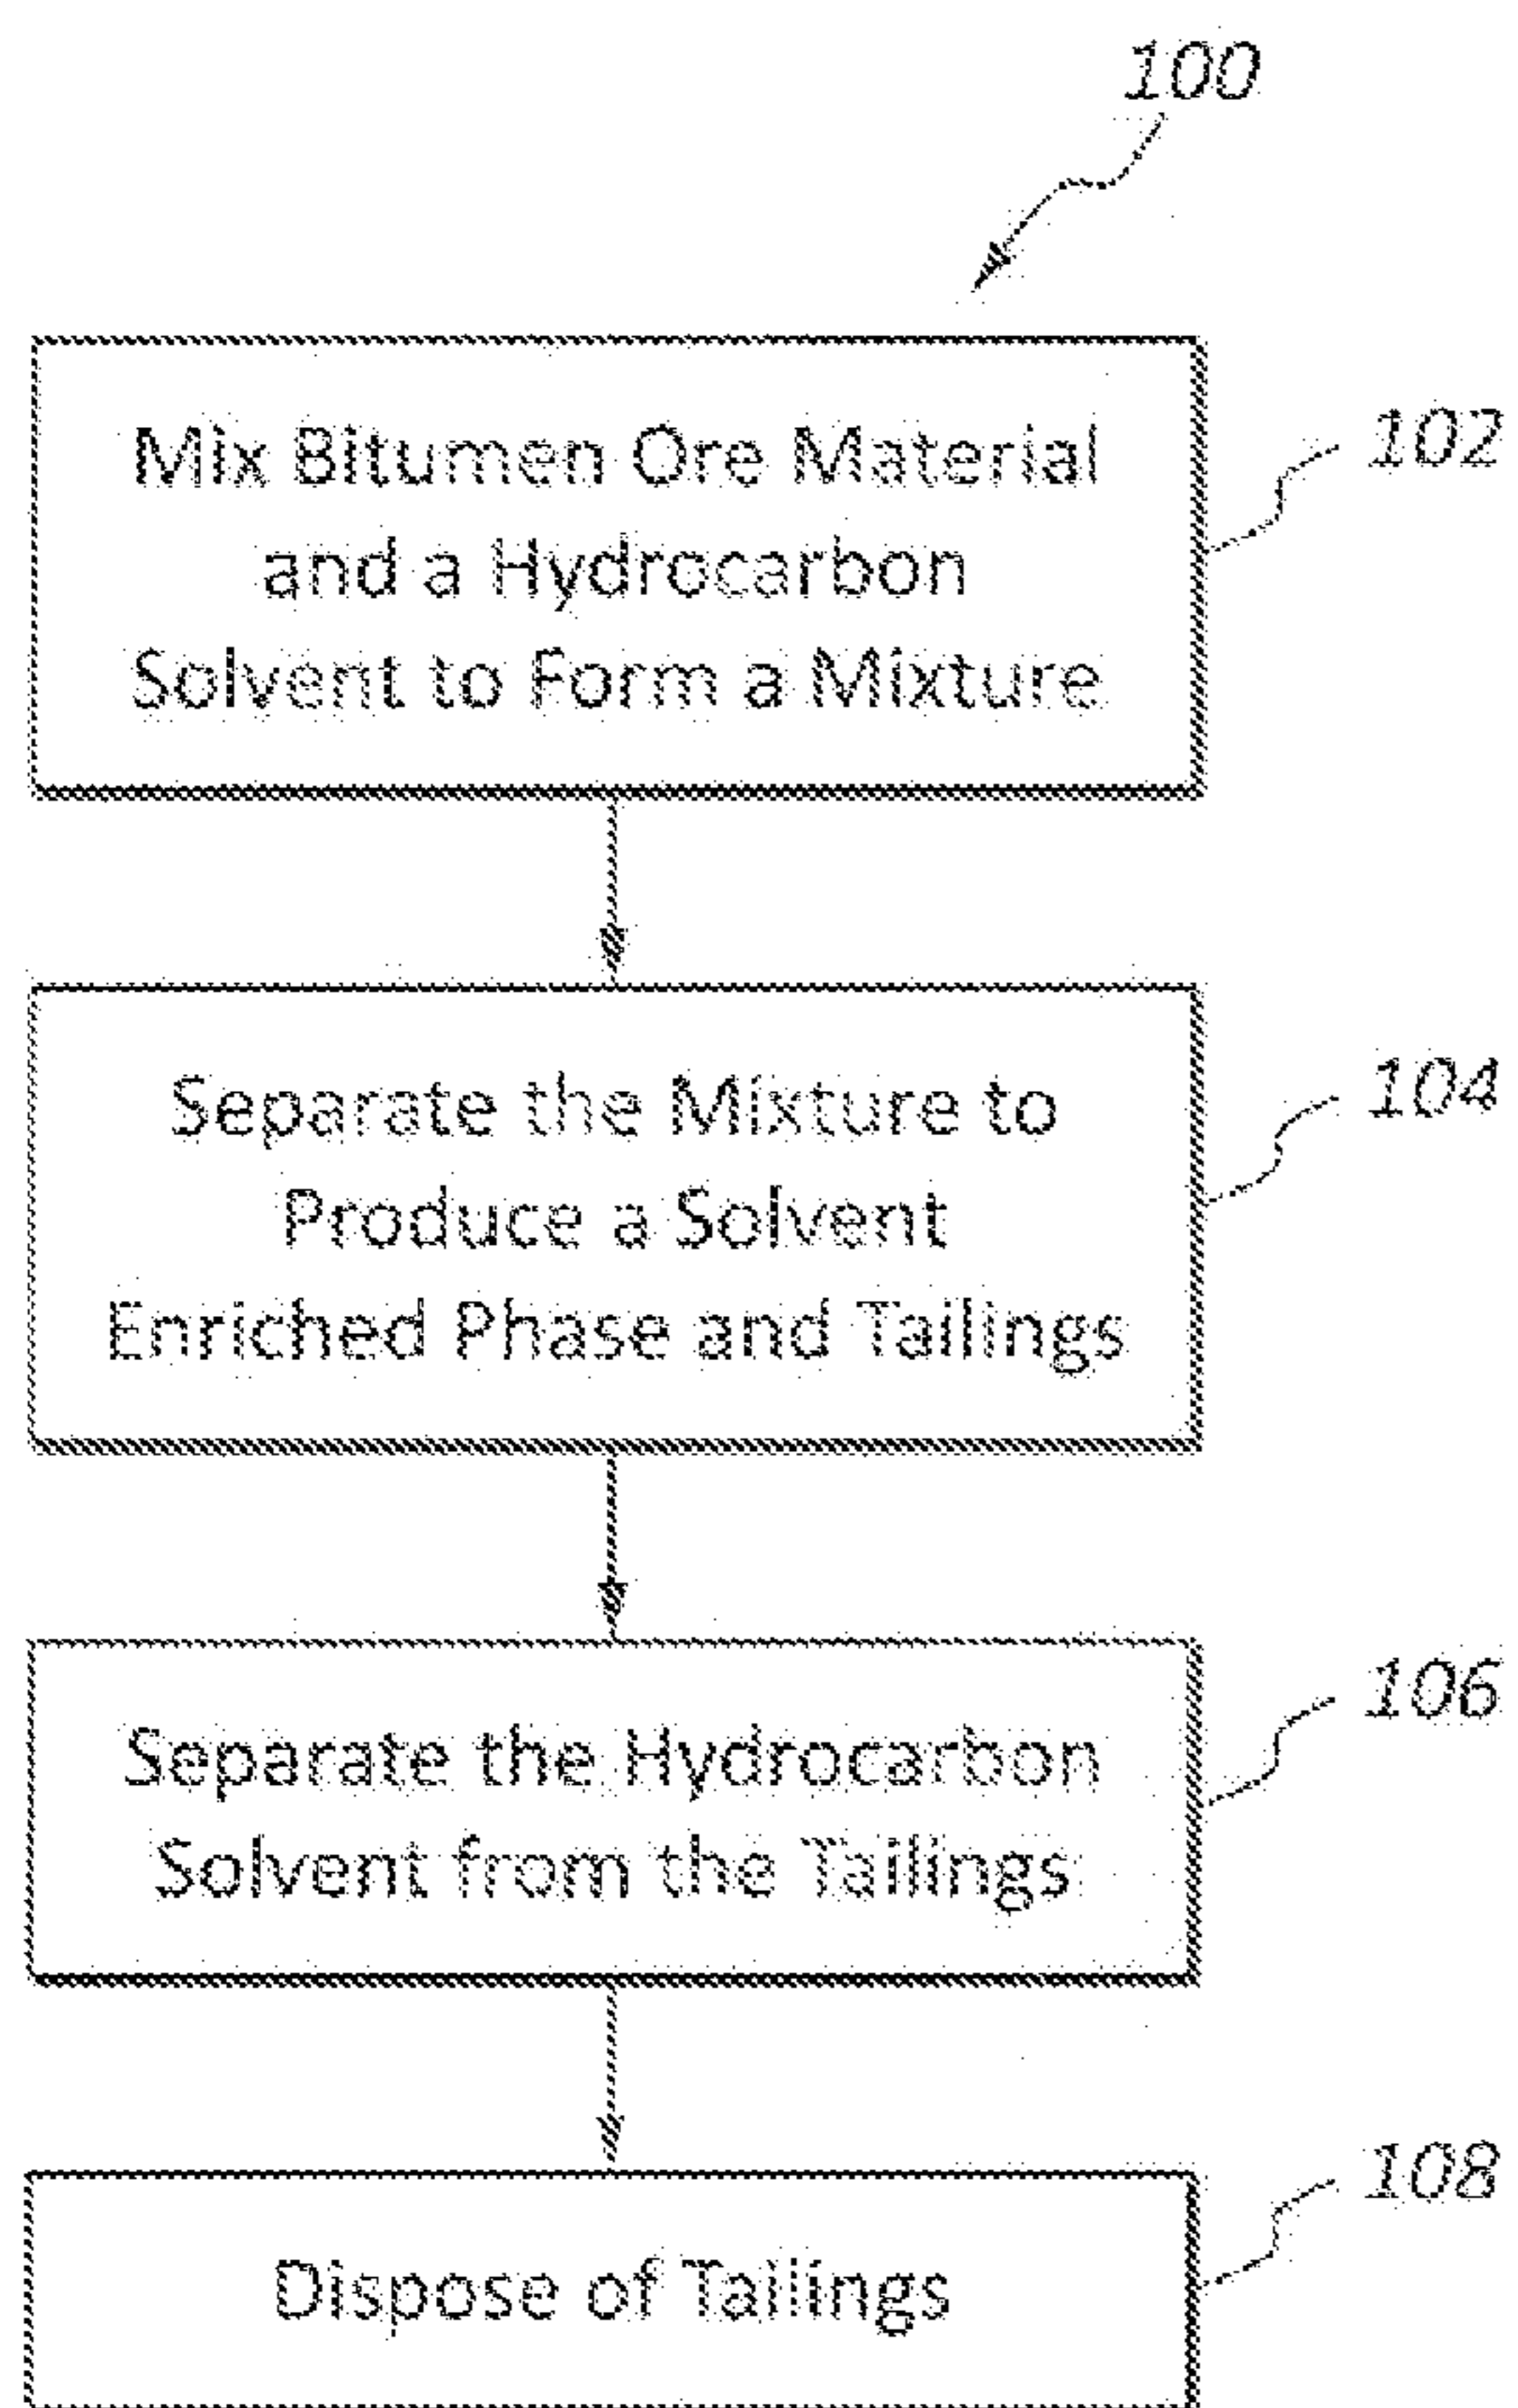 100
Mix Bitumen Ore Material
and a Hydrocarbon
Solvent to Form a Mixture
102
Separate the Mixture to
Produce a Solvent
Enriched Phase and Tailings
104
Separate the Hydrocarbon
Solvent from the Tailings
106
Dispose of Tailings
108